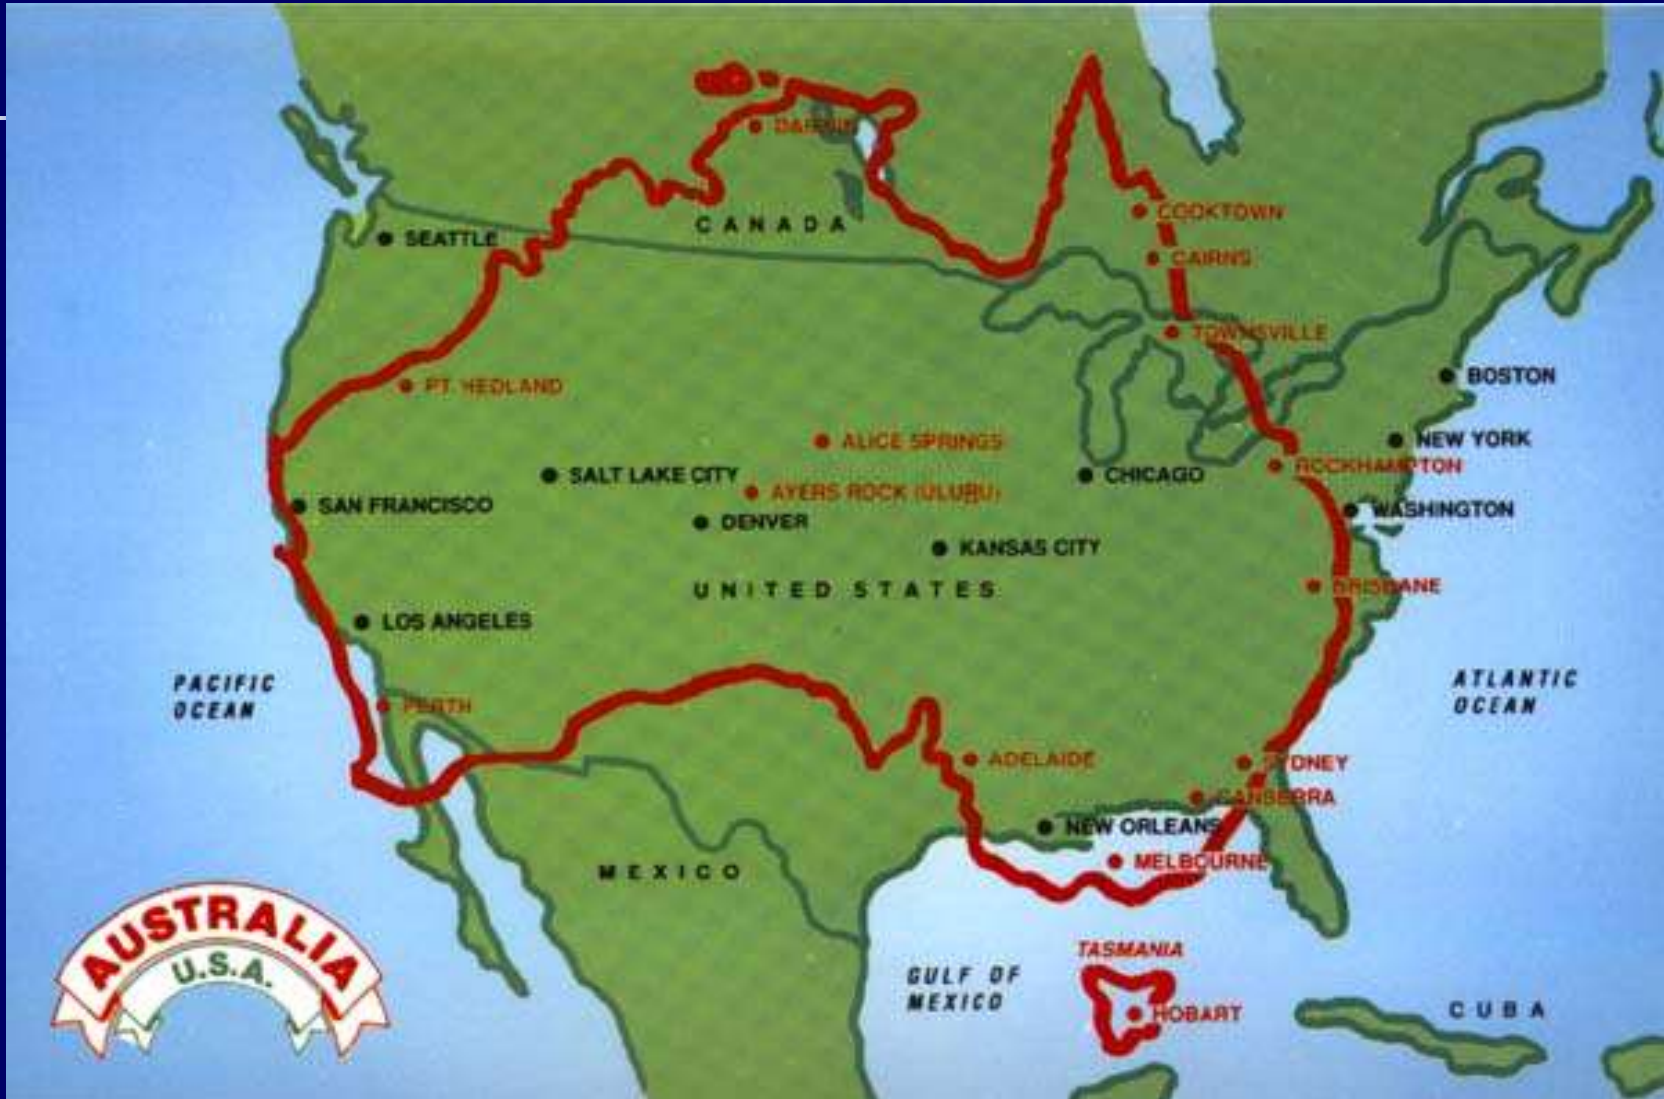 DARWIN
COOKTOWN
CANADA
SEATTLE
CAIRNS
TOWNSVILLE
BOSTON
PT. HEDLAND
ALICE SPRINGS
NEW YORK
SALT LAKE CITY
CHICAGO
ROCKHAMPTON
AYERS ROCK (ULURU)
SAN FRANCISCO
WASHINGTON
DENVER
KANSAS CITY
UNITED STATES
BRISBANE
LOS ANGELES
PACIFIC
OCEAN
ATLANTIC
OCEAN
PERTH
ADELAIDE
SYDNEY
CANBERRA
NEW ORLEANS
MELBOURNE
MEXICO
AUSTRALIA
U.S.A.
TASMANIA
GULF OF
MEXICO
HOBART
CUBA